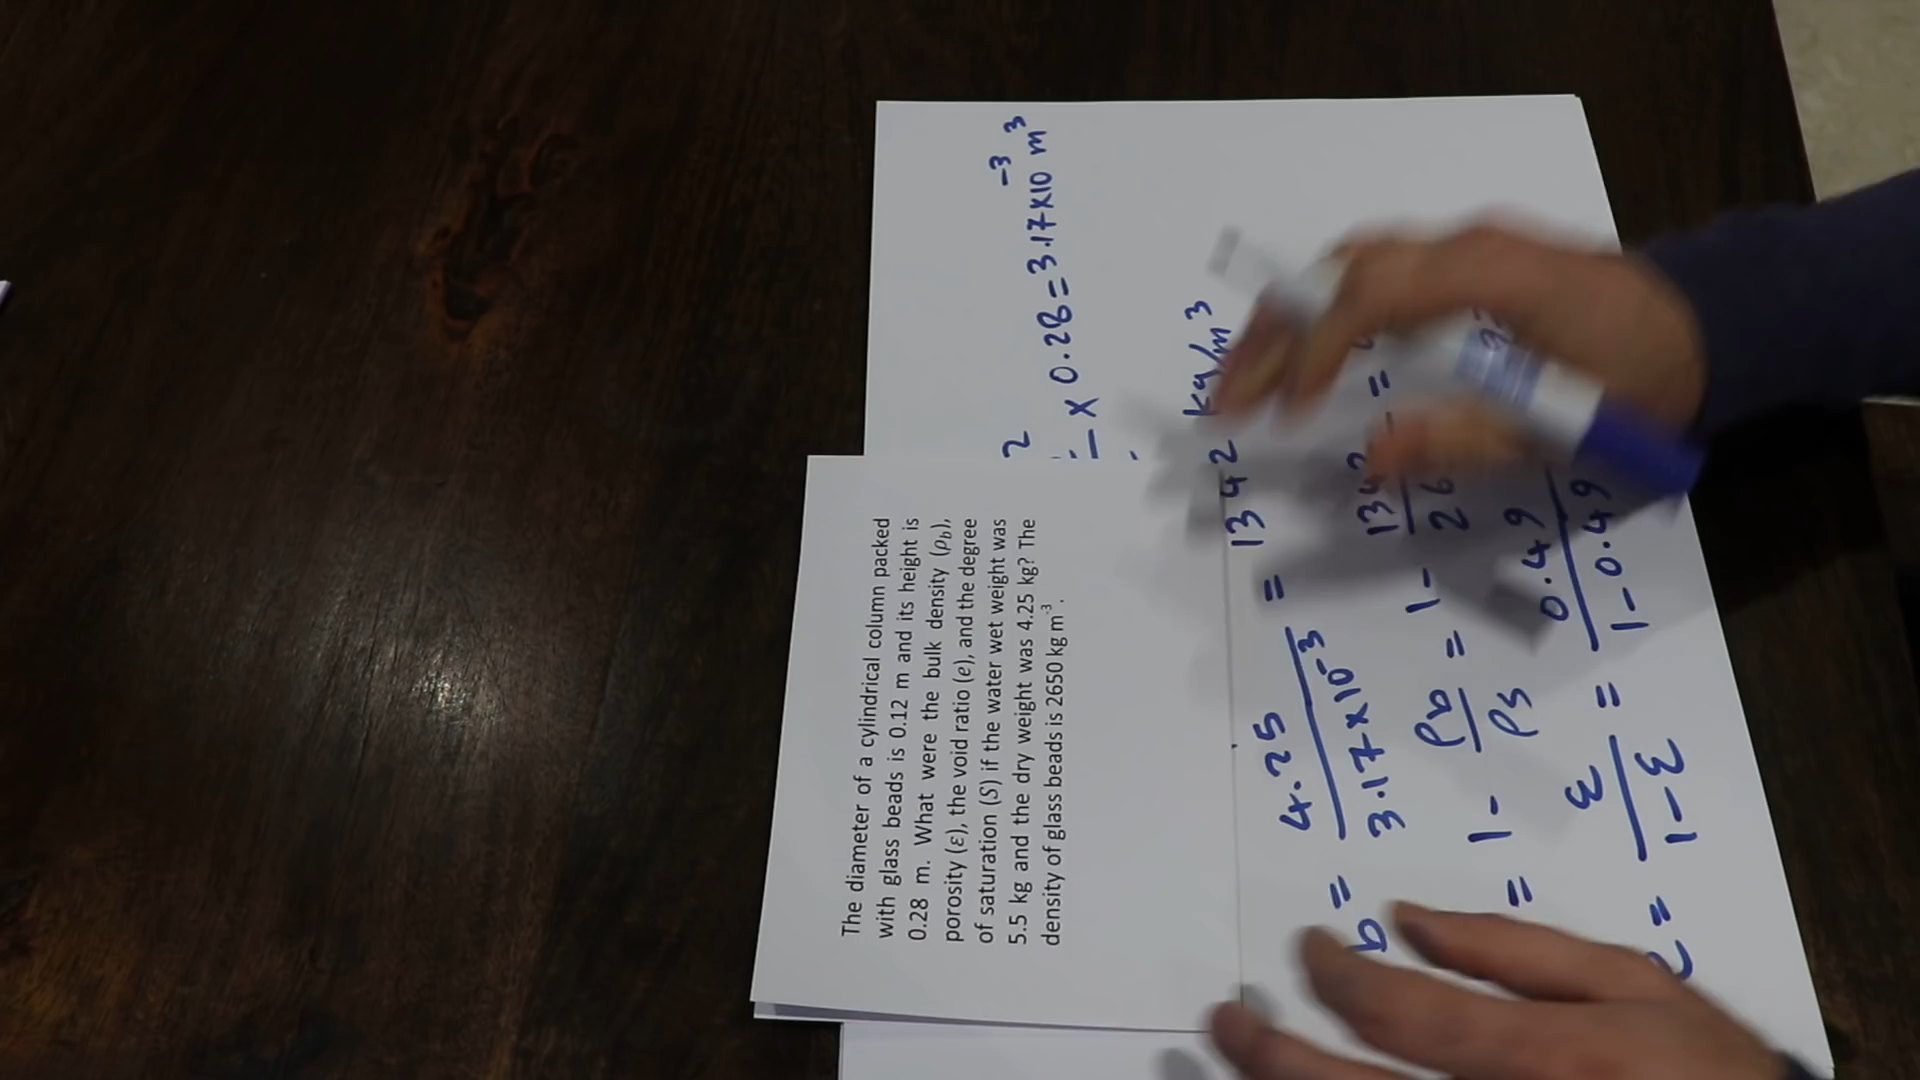 The diameter of a cylindrical column packed
with glass beads is 0.12 m and its height is
0.28 m. What were the bulk density (ρb),
porosity (ε), the void ratio (e), and the degree
of saturation (S) if the water wet weight was
5.5 kg and the dry weight was 4.25 kg? The
density of glass beads is 2650 kg m-3.
2
x 0.28 = 3.17x10-3 m3
b = 4.25 / 3.17x10-3 = 1342 kg/m3
= 1 - ρb / ρs = 1 - 1342 / 26 =
e = ε / 1-ε = 0.49 / 1-0.49